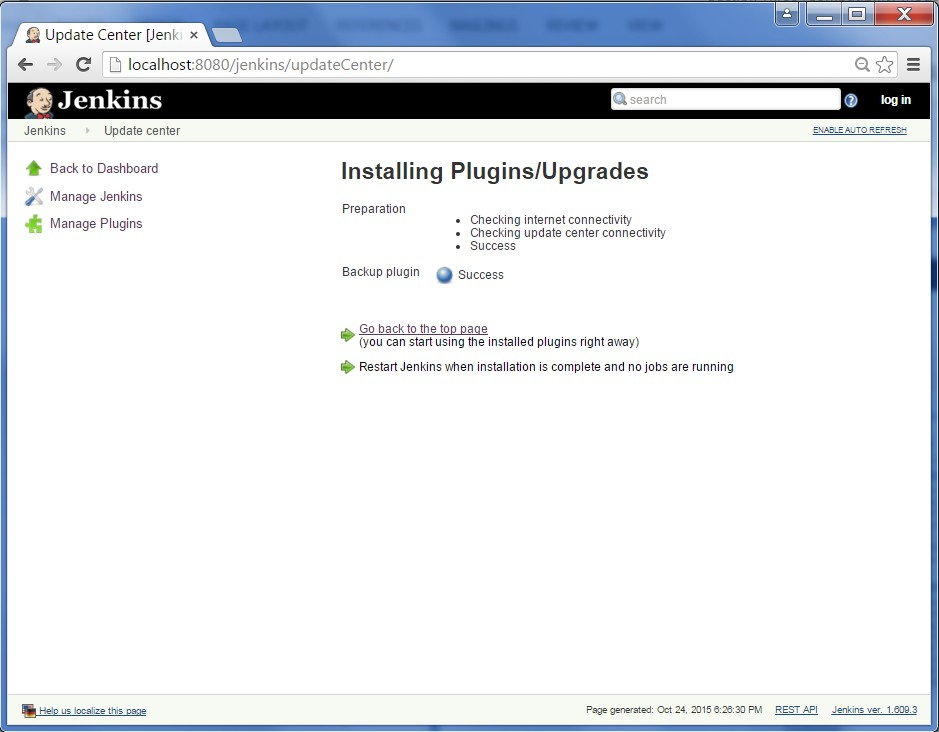 Update Center [Jenki
localhost:8080/jenkins/updateCenter/
Jenkins
search
log in
Jenkins
Update center
ENABLE AUTO REFRESH
Back to Dashboard
Manage Jenkins
Manage Plugins
Installing Plugins/Upgrades
Preparation
Checking internet connectivity
Checking update center connectivity
Success
Backup plugin
Success
Go back to the top page
(you can start using the installed plugins right away)
Restart Jenkins when installation is complete and no jobs are running
Help us localize this page
Page generated: Oct 24, 2015 6:26:30 PM
REST API
Jenkins ver. 1.609.3